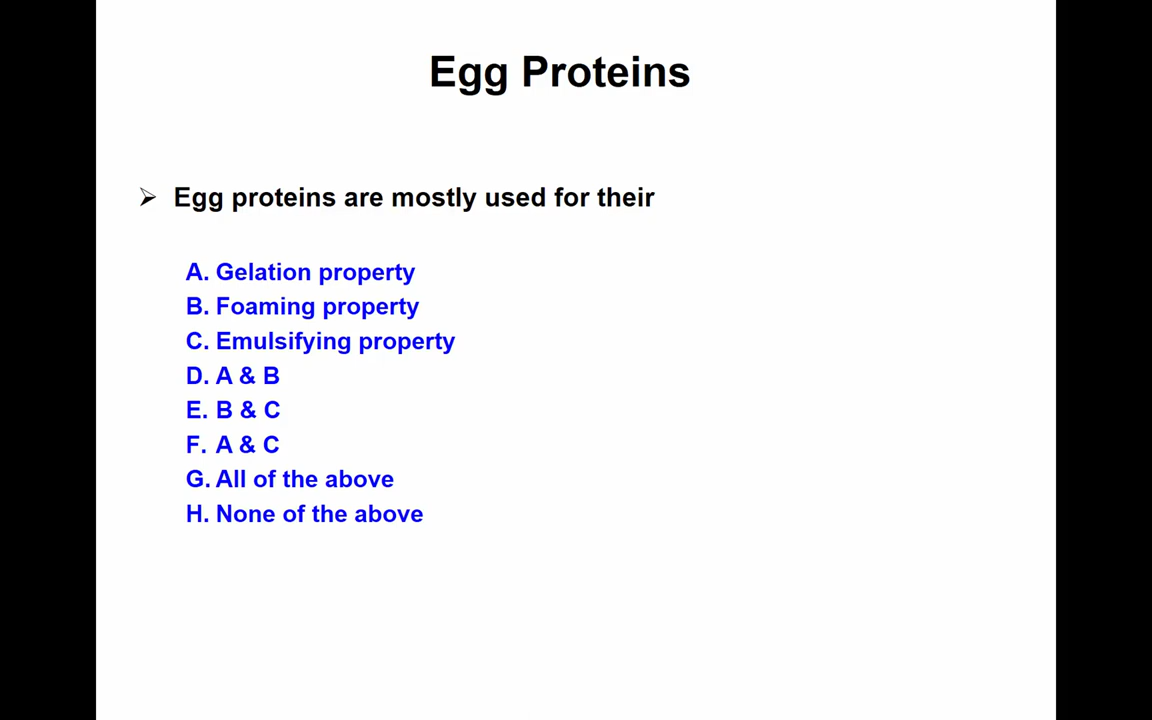 Egg Proteins
➢ Egg proteins are mostly used for their
A. Gelation property
B. Foaming property
C. Emulsifying property
D. A & B
E. B & C
F. A & C
G. All of the above
H. None of the above